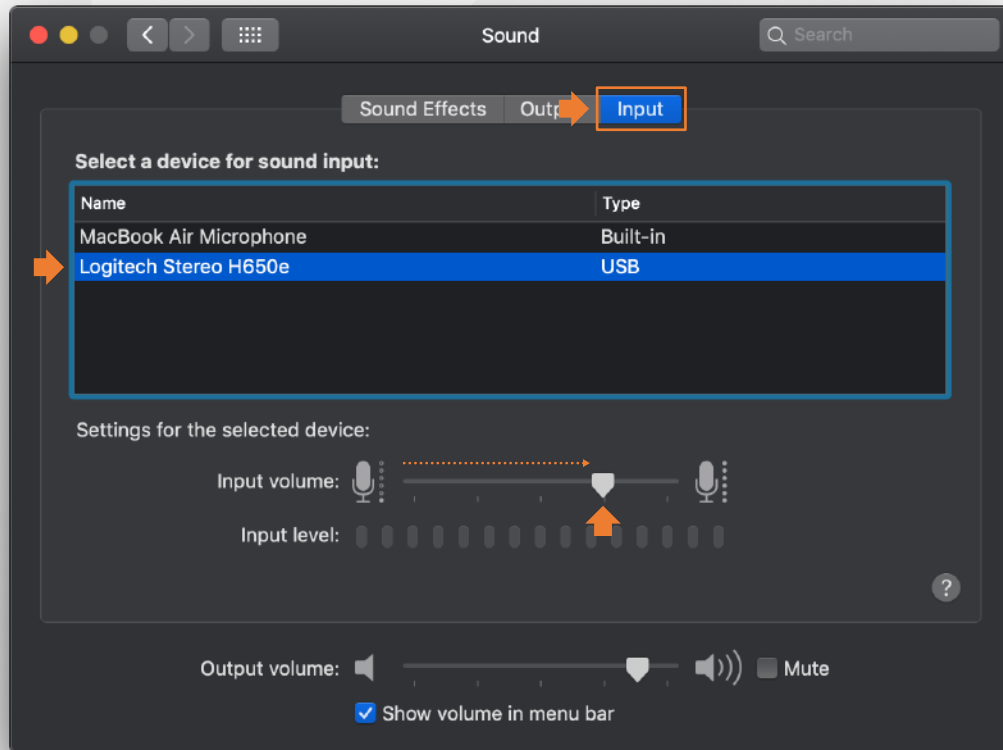 Sound
Search
Sound Effects
Input
Select a device for sound input:
Name Type
MacBook Air Microphone Built-in
Logitech Stereo H650e USB
Settings for the selected device:
Input volume:
Input level:
?
Output volume: Mute
Show volume in menu bar